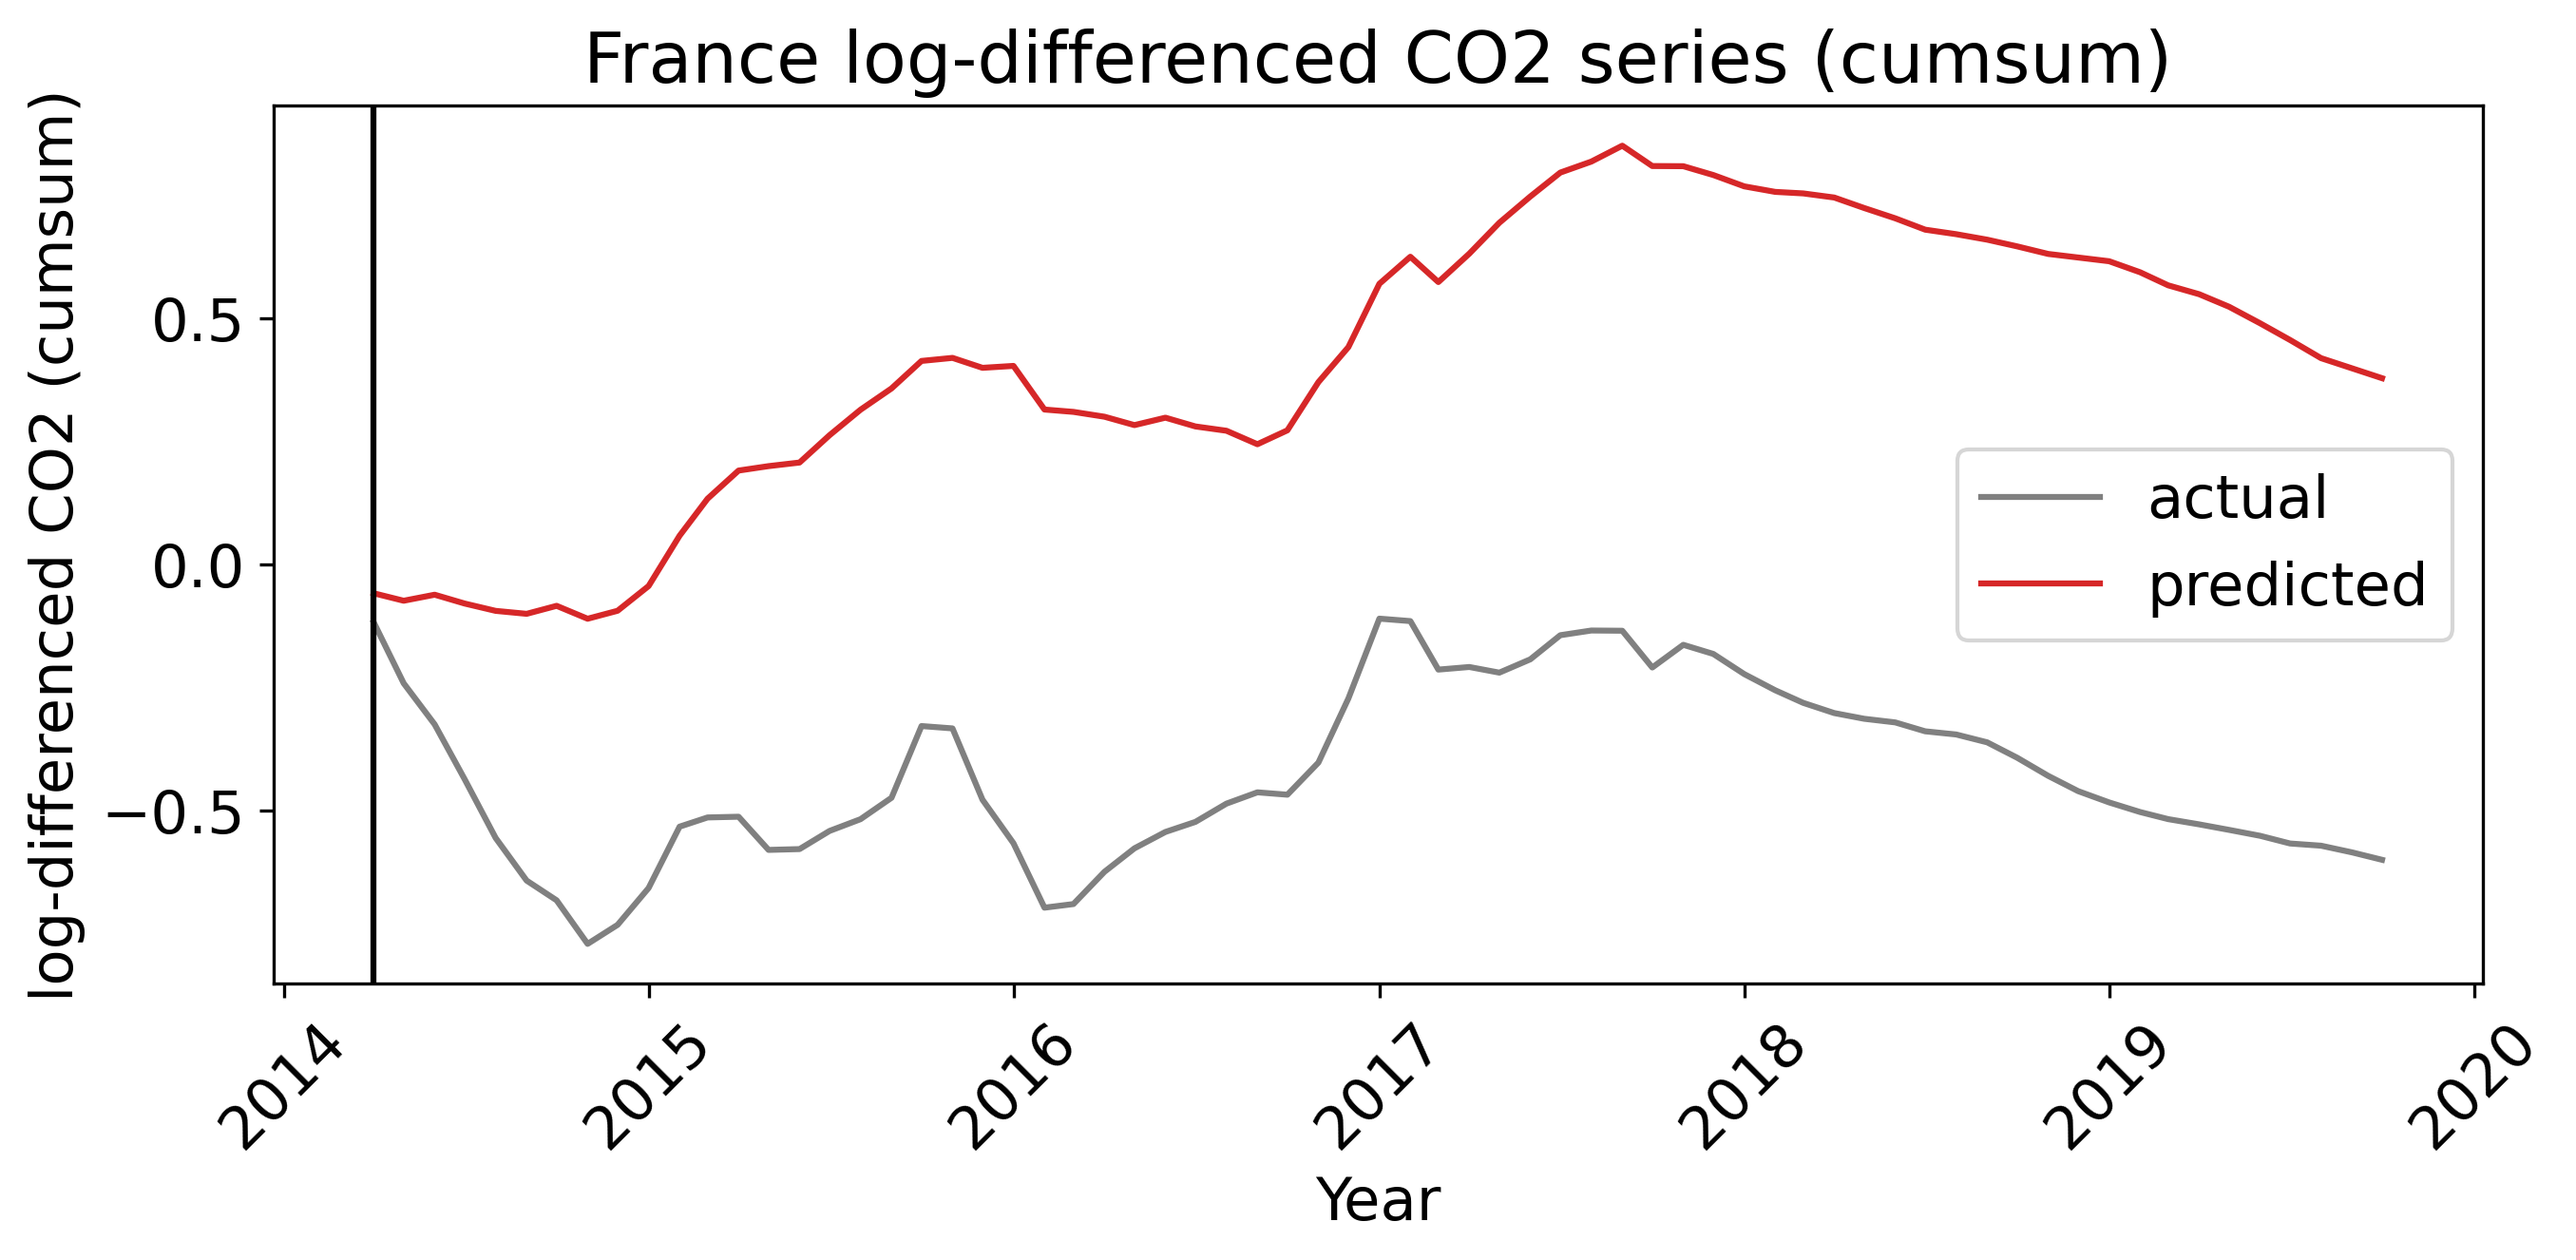 France log-differenced CO2 series (cumsum)
log-differenced CO2 (cumsum)
0.5
0.0
−0.5
actual
predicted
2014
2015
2016
2017
2018
2019
2020
Year